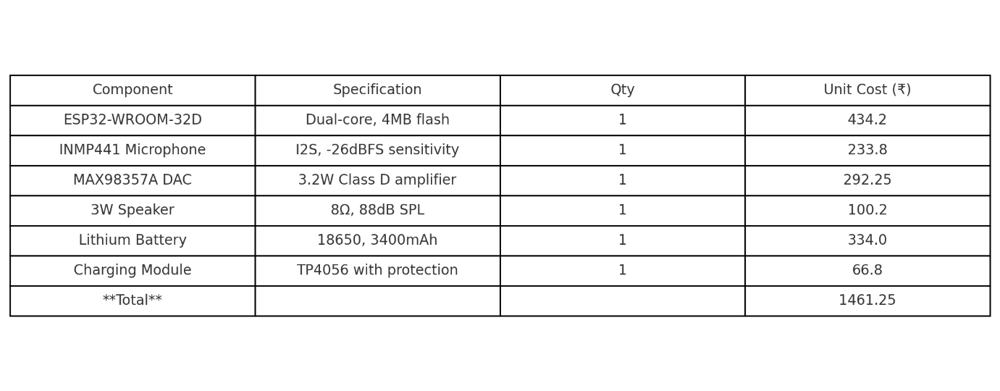 Component Specification Qty Unit Cost (₹)
ESP32-WROOM-32D Dual-core, 4MB flash 1 434.2
INMP441 Microphone I2S, -26dBFS sensitivity 1 233.8
MAX98357A DAC 3.2W Class D amplifier 1 292.25
3W Speaker 8Ω, 88dB SPL 1 100.2
Lithium Battery 18650, 3400mAh 1 334.0
Charging Module TP4056 with protection 1 66.8
**Total** 1461.25